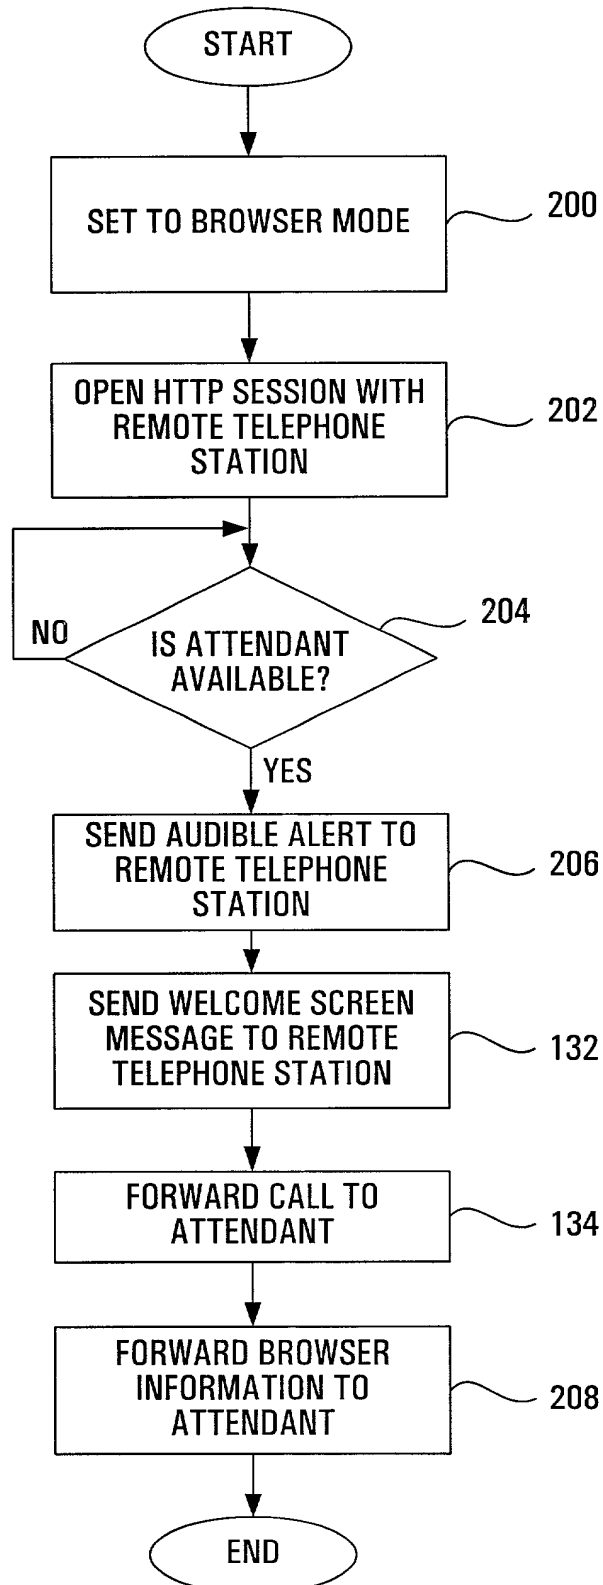 START
SET TO BROWSER MODE
200
OPEN HTTP SESSION WITH
REMOTE TELEPHONE
STATION
202
NO
IS ATTENDANT
AVAILABLE?
204
YES
SEND AUDIBLE ALERT TO
REMOTE TELEPHONE
STATION
206
SEND WELCOME SCREEN
MESSAGE TO REMOTE
TELEPHONE STATION
132
FORWARD CALL TO
ATTENDANT
134
FORWARD BROWSER
INFORMATION TO
ATTENDANT
208
END